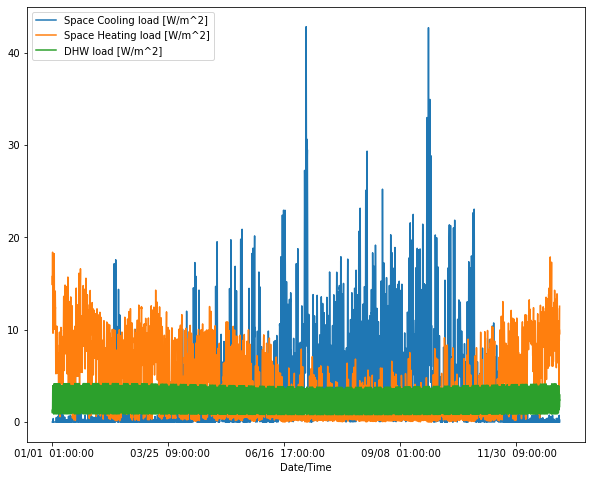 Space Cooling load [W/m^2]
Space Heating load [W/m^2]
DHW load [W/m^2]
40
30
20
10
0
01/01 01:00:00 03/25 09:00:00 06/16 17:00:00 09/08 01:00:00 11/30 09:00:00
Date/Time